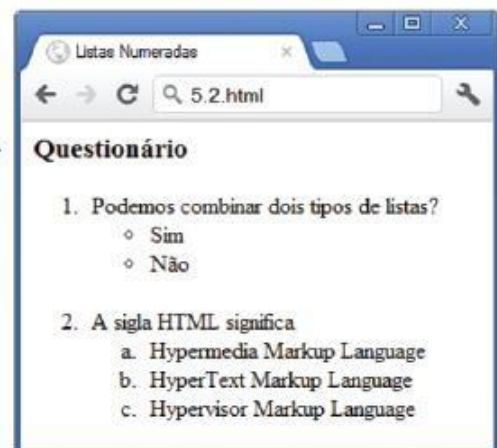 Listas Numeradas
5.2.html
Questionário
1. Podemos combinar dois tipos de listas?
Sim
Não
2. A sigla HTML significa
a. Hypermedia Markup Language
b. HyperText Markup Language
c. Hypervisor Markup Language